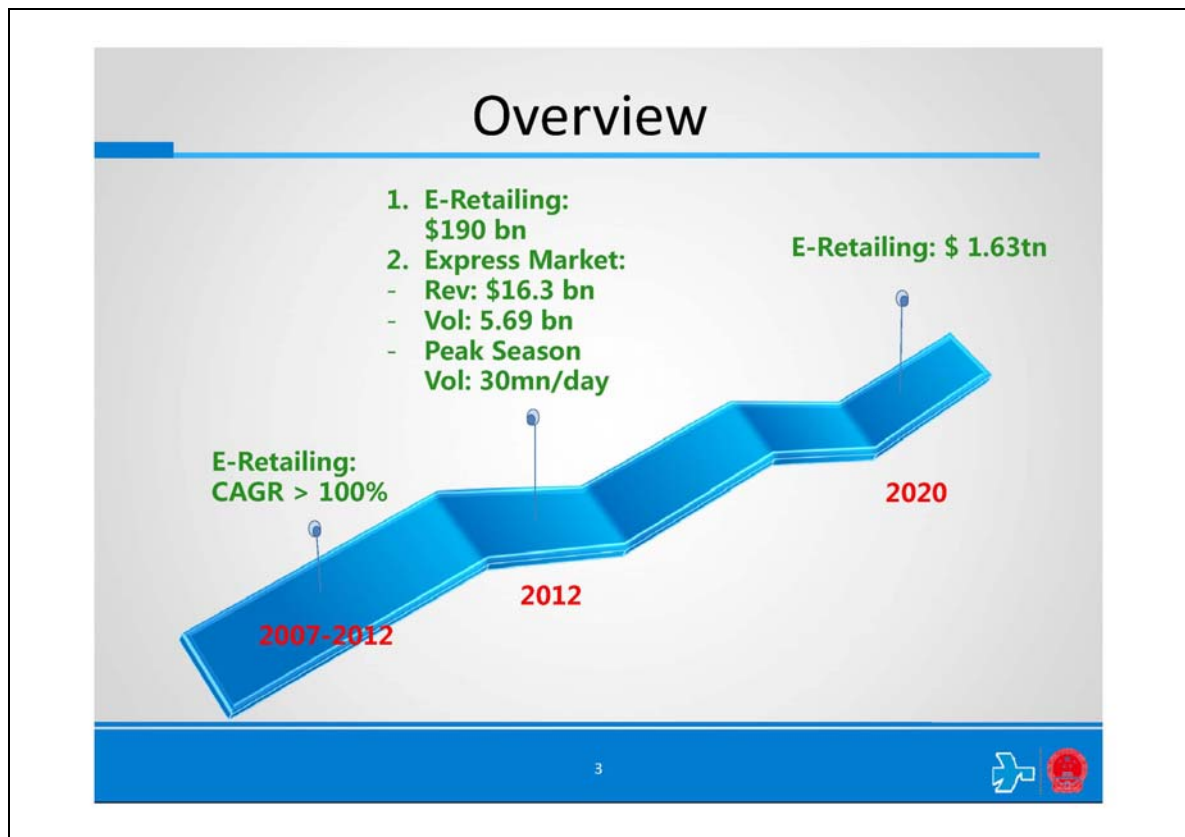 Overview
1. E-Retailing:
$190 bn
2. Express Market:
- Rev: $16.3 bn
- Vol: 5.69 bn
- Peak Season
Vol: 30mn/day
E-Retailing: $ 1.63tn
E-Retailing:
CAGR > 100%
2020
2012
2007-2012
3